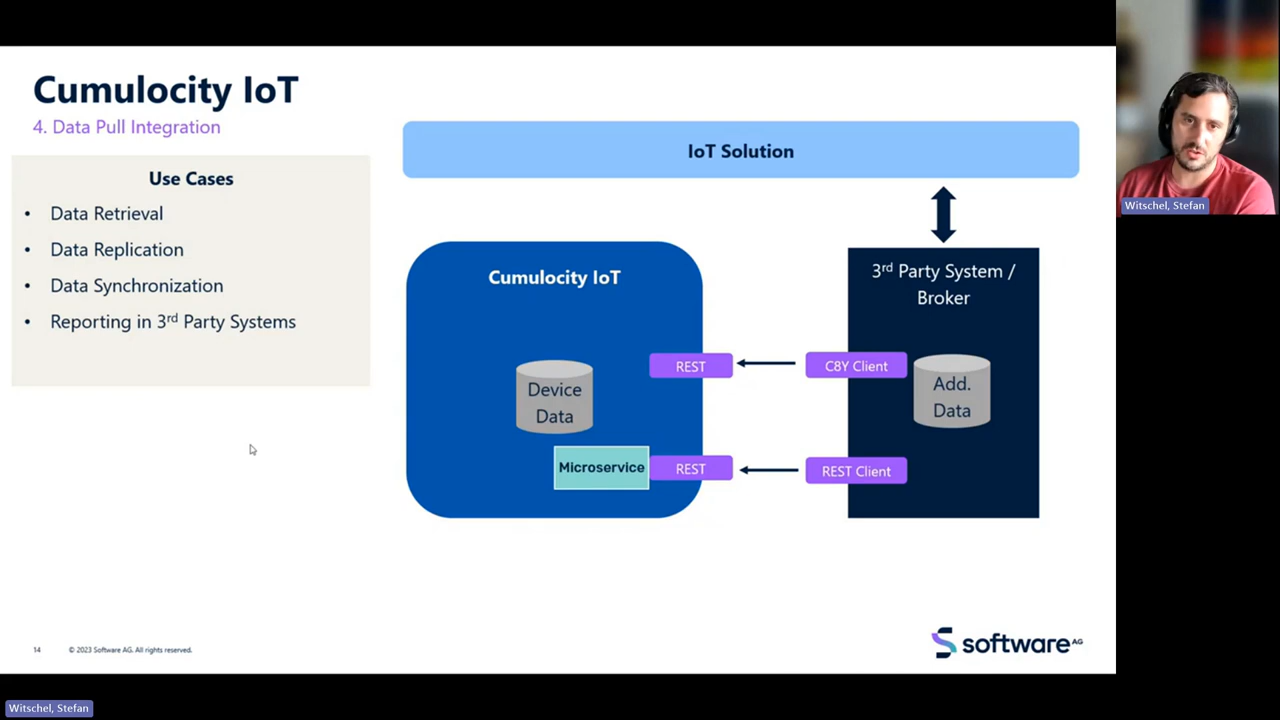 Cumulocity IoT
4. Data Pull Integration
Use Cases
• Data Retrieval
• Data Replication
• Data Synchronization
• Reporting in 3rd Party Systems
IoT Solution
Cumulocity IoT
3rd Party System /
Broker
REST
C8Y Client
Device
Data
Add.
Data
Microservice
REST
REST Client
14
© 2023 Software AG. All rights reserved.
software AG
Witschel, Stefan
Witschel, Stefan